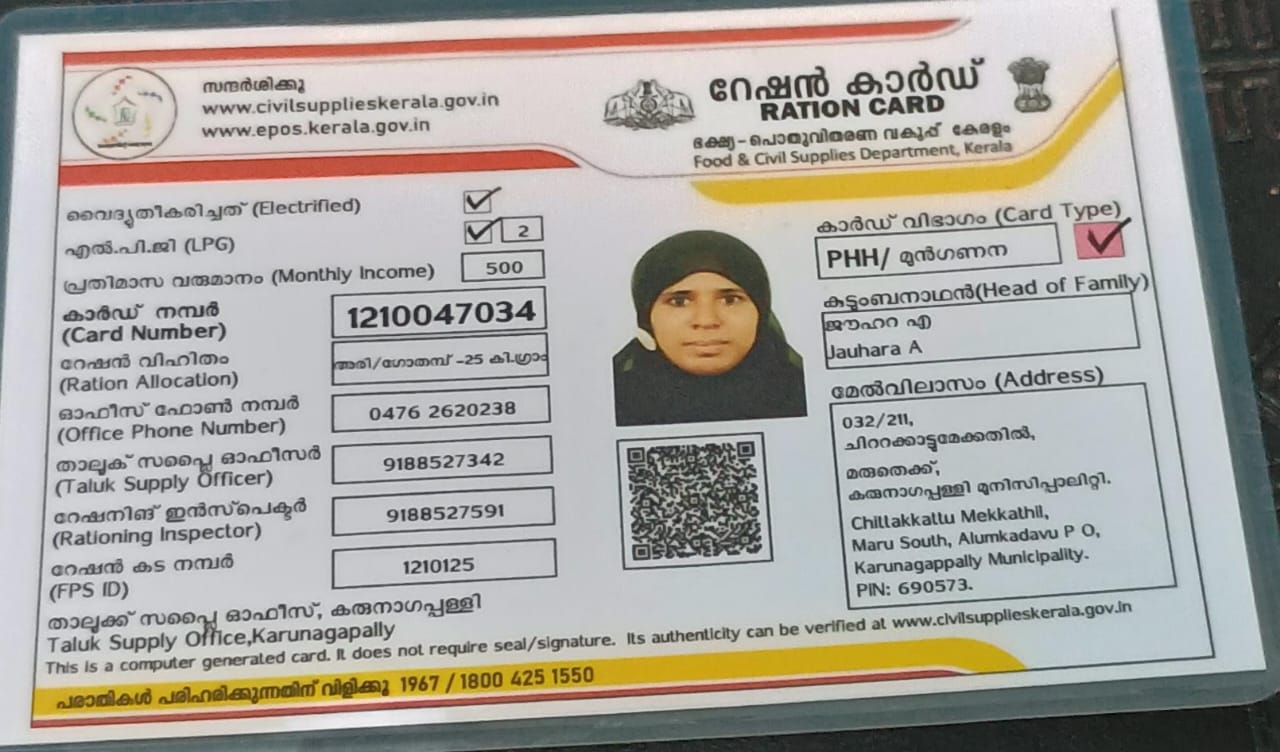 സന്ദർശിക്കൂ
www.civilsupplieskerala.gov.in
www.epos.kerala.gov.in
റേഷൻ കാർഡ്
RATION CARD
ഭക്ഷ്യ-പൊതുവിതരണ വകുപ്പ് കേരളം
Food & Civil Supplies Department, Kerala
വൈദ്യുതീകരിച്ചത് (Electrified)
എൽ.പി.ജി (LPG) 2
പ്രതിമാസ വരുമാനം (Monthly Income) 500
കാർഡ് നമ്പർ
(Card Number) 1210047034
റേഷൻ വിഹിതം
(Ration Allocation) അരി/ഗോതമ്പ് -25 കി.ഗ്രാം
ഓഫീസ് ഫോൺ നമ്പർ
(Office Phone Number) 0476 2620238
താലൂക് സപ്ലൈ ഓഫീസർ
(Taluk Supply Officer) 9188527342
റേഷനിങ് ഇൻസ്പെക്ടർ
(Rationing Inspector) 9188527591
റേഷൻ കട നമ്പർ
(FPS ID) 1210125
താലൂക്ക് സപ്ലൈ ഓഫീസ്, കരുനാഗപ്പള്ളി
Taluk Supply Office,Karunagapally
കാർഡ് വിഭാഗം (Card Type)
PHH/ മുൻഗണന
കുടുംബനാഥൻ(Head of Family)
ജൗഹറ എ
Jauhara A
മേൽവിലാസം (Address)
032/211,
ചിററക്കാട്ടുമേക്കതിൽ,
മരുതെക്ക്,
കരുനാഗപ്പള്ളി മുനിസിപ്പാലിറ്റി.
Chillakkattu Mekkathil,
Maru South, Alumkadavu P O,
Karunagappally Municipality.
PIN: 690573.
This is a computer generated card. It does not require seal/signature. Its authenticity can be verified at www.civilsupplieskerala.gov.in
പരാതികൾ പരിഹരിക്കുന്നതിന് വിളിക്കൂ 1967 / 1800 425 1550